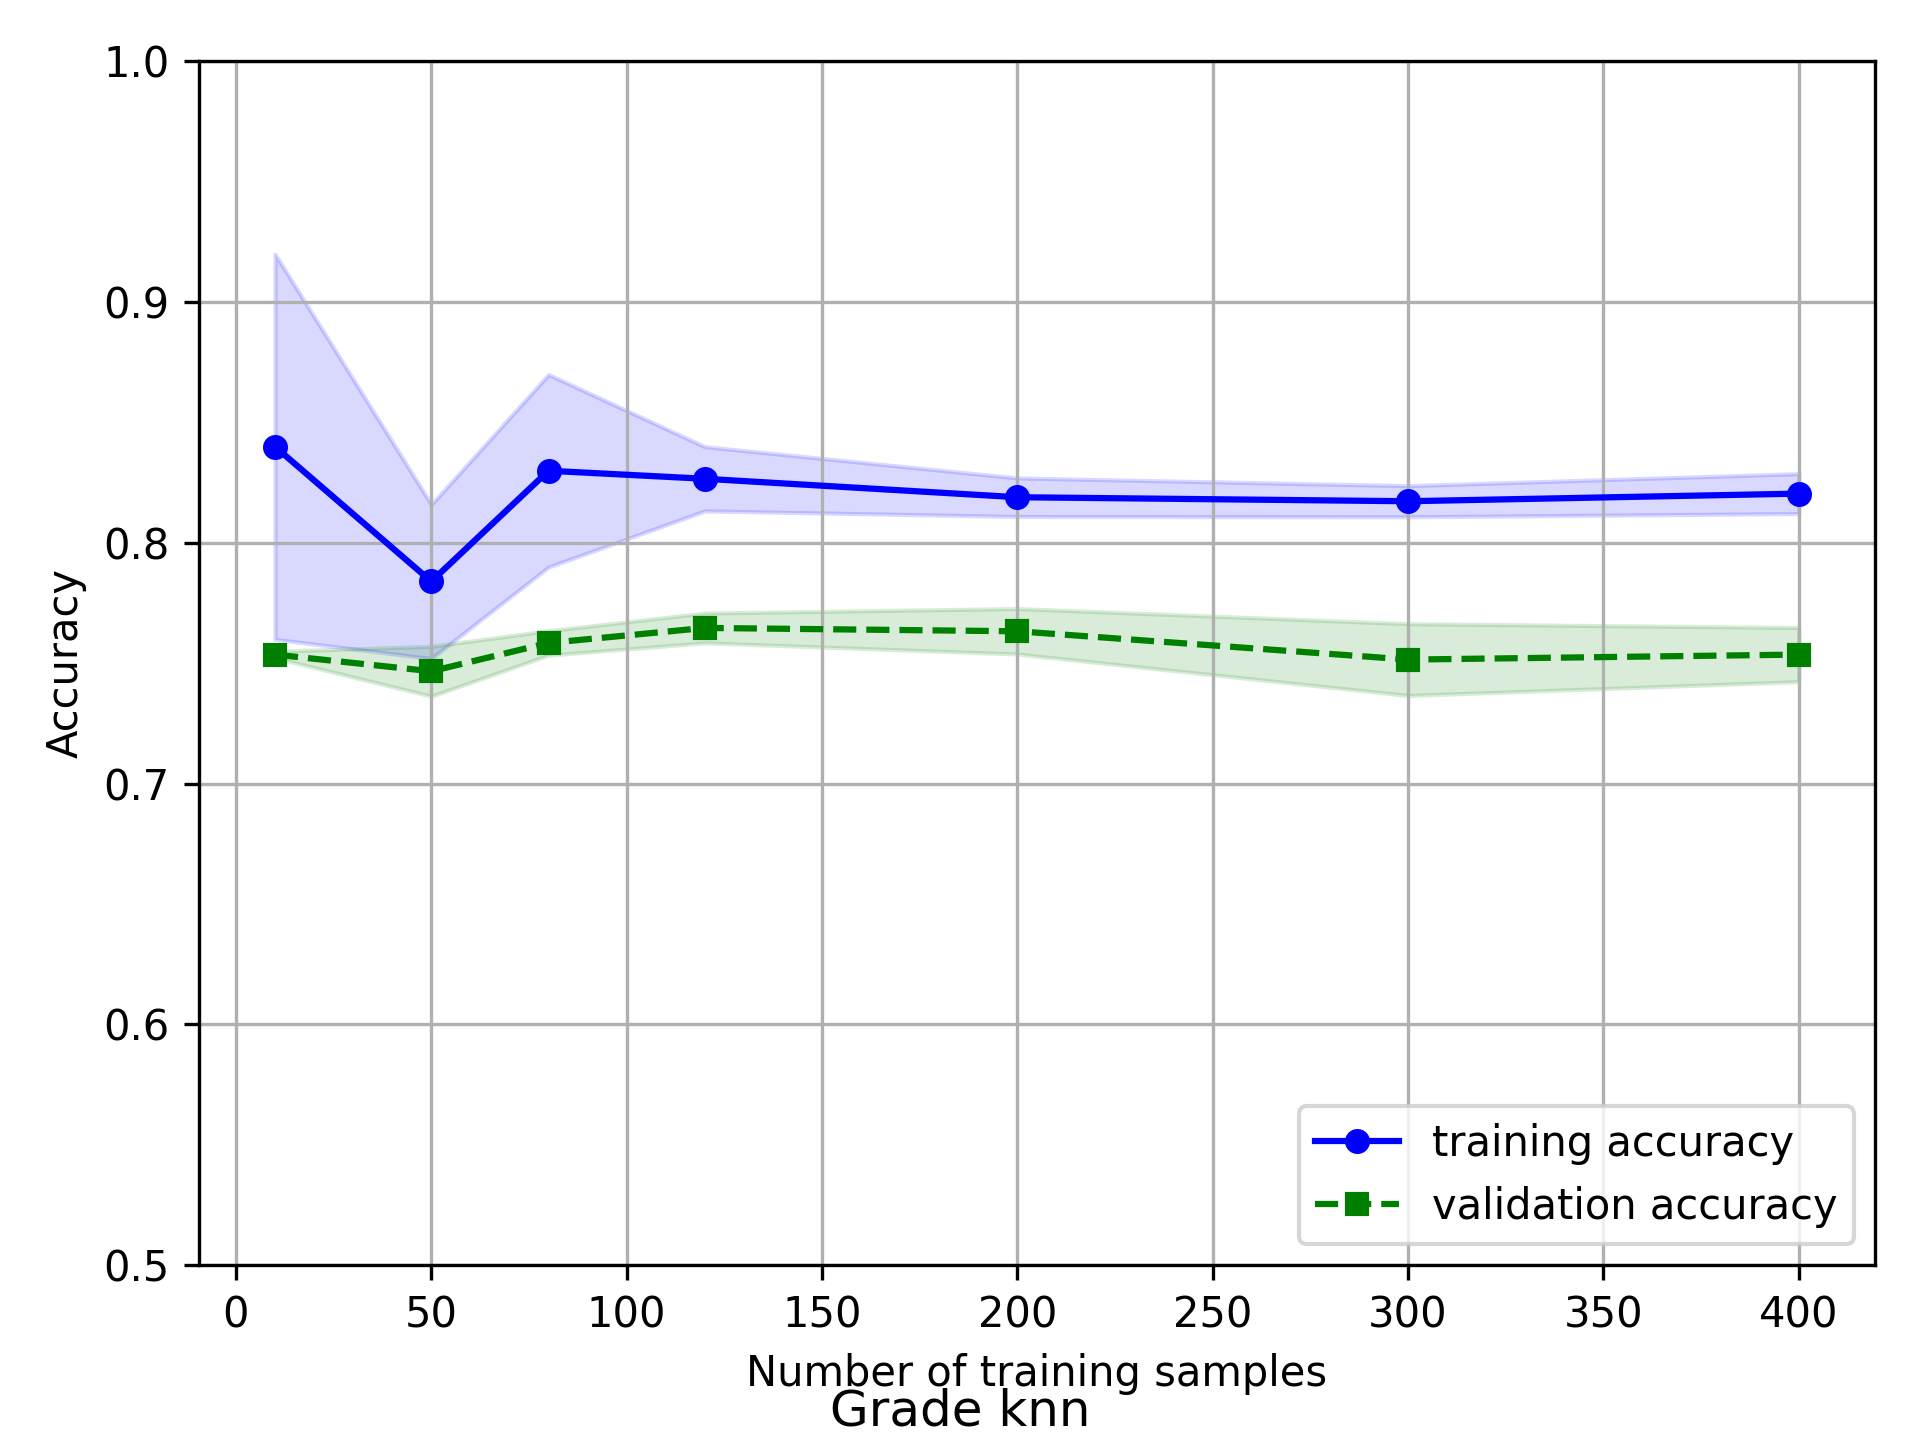 1.0
0.9
0.8
0.7
0.6
0.5
Accuracy
0 50 100 150 200 250 300 350 400
Number of training samples
Grade knn
training accuracy
validation accuracy